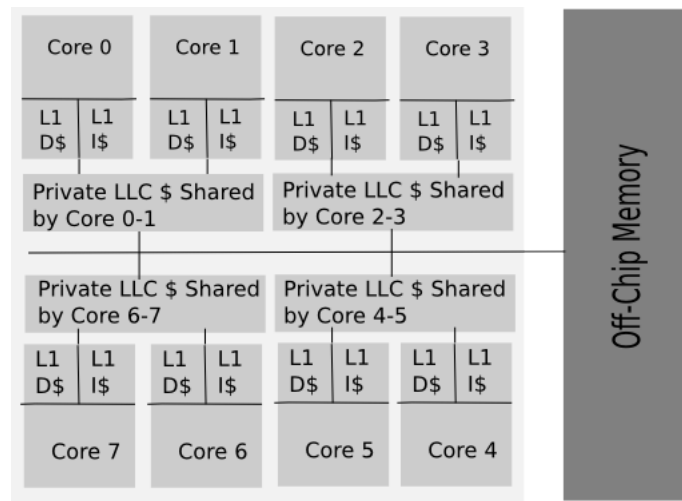 Core 0
Core 1
Core 2
Core 3
L1 L1
D$ I$
L1 L1
D$ I$
L1 L1
D$ I$
L1 L1
D$ I$
Private LLC $ Shared
by Core 0-1
Private LLC $ Shared
by Core 2-3
Private LLC $ Shared
by Core 6-7
Private LLC $ Shared
by Core 4-5
L1 L1
D$ I$
L1 L1
D$ I$
L1 L1
D$ I$
L1 L1
D$ I$
Core 7
Core 6
Core 5
Core 4
Off-Chip Memory